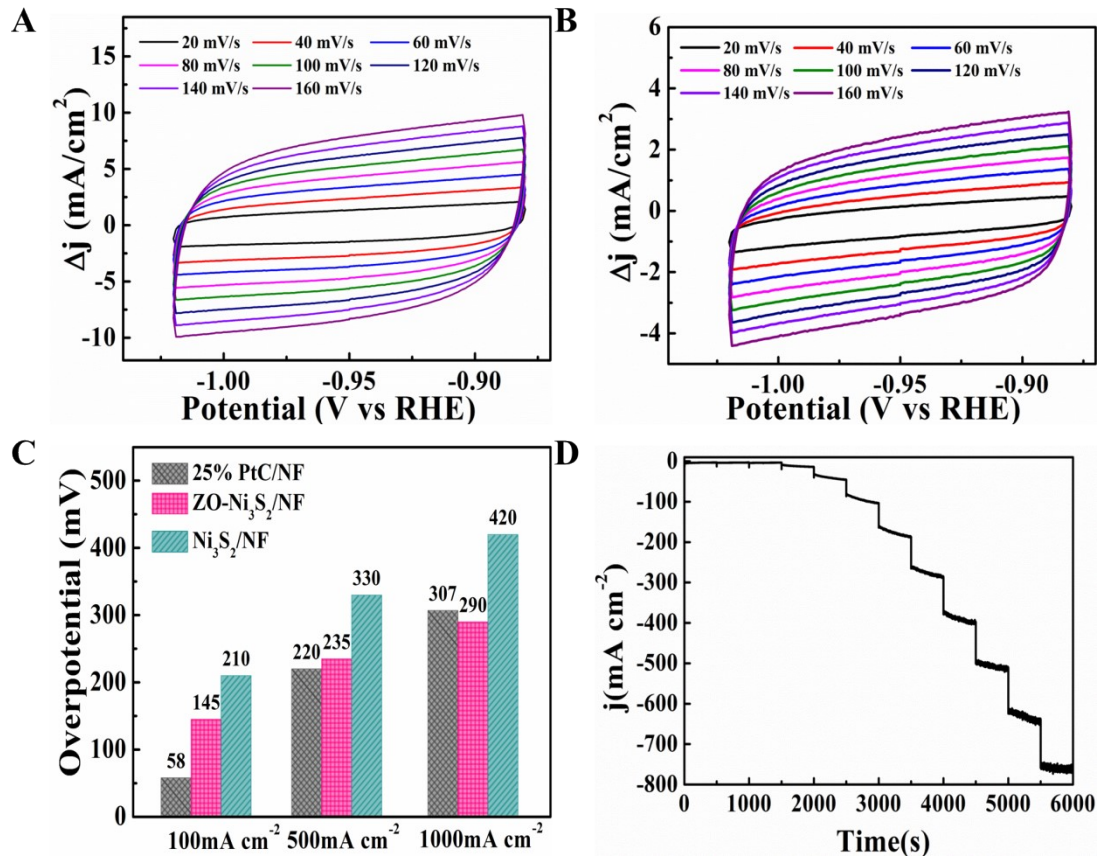 A
15
10
5
0
-5
-10
Δj (mA/cm²)
20 mV/s 40 mV/s 60 mV/s
80 mV/s 100 mV/s 120 mV/s
140 mV/s 160 mV/s
-1.00 -0.95 -0.90
Potential (V vs RHE)
B
6
4
2
0
-2
-4
Δj (mA/cm²)
20 mV/s 40 mV/s 60 mV/s
80 mV/s 100 mV/s 120 mV/s
140 mV/s 160 mV/s
-1.00 -0.95 -0.90
Potential (V vs RHE)
C
500
400
300
200
100
0
Overpotential (mV)
25% PtC/NF
ZO-Ni₃S₂/NF
Ni₃S₂/NF
58 145 210
220 235 330
307 290 420
100mA cm⁻² 500mA cm⁻² 1000mA cm⁻²
D
0
-100
-200
-300
-400
-500
-600
-700
-800
j(mA cm⁻²)
0 1000 2000 3000 4000 5000 6000
Time(s)